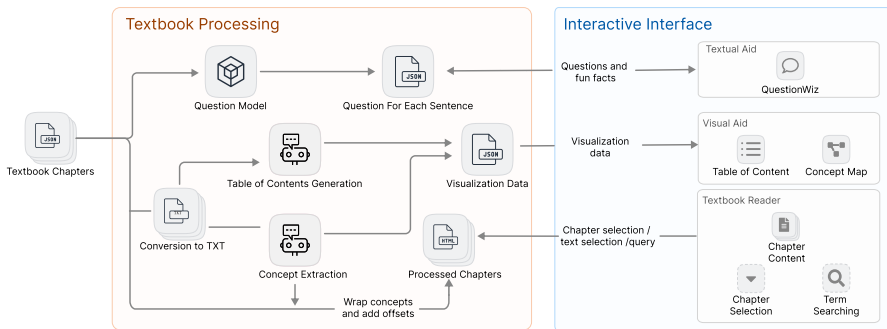 Textbook Processing
Interactive Interface
JSON
Textbook Chapters
Question Model
JSON
Question For Each Sentence
Questions and
fun facts
Textual Aid
QuestionWiz
Table of Contents Generation
JSON
Visualization Data
Visualization
data
Visual Aid
Table of Content
Concept Map
TXT
Conversion to TXT
Concept Extraction
HTML
Processed Chapters
Chapter selection /
text selection /query
Textbook Reader
Chapter
Content
Chapter
Selection
Term
Searching
Wrap concepts
and add offsets